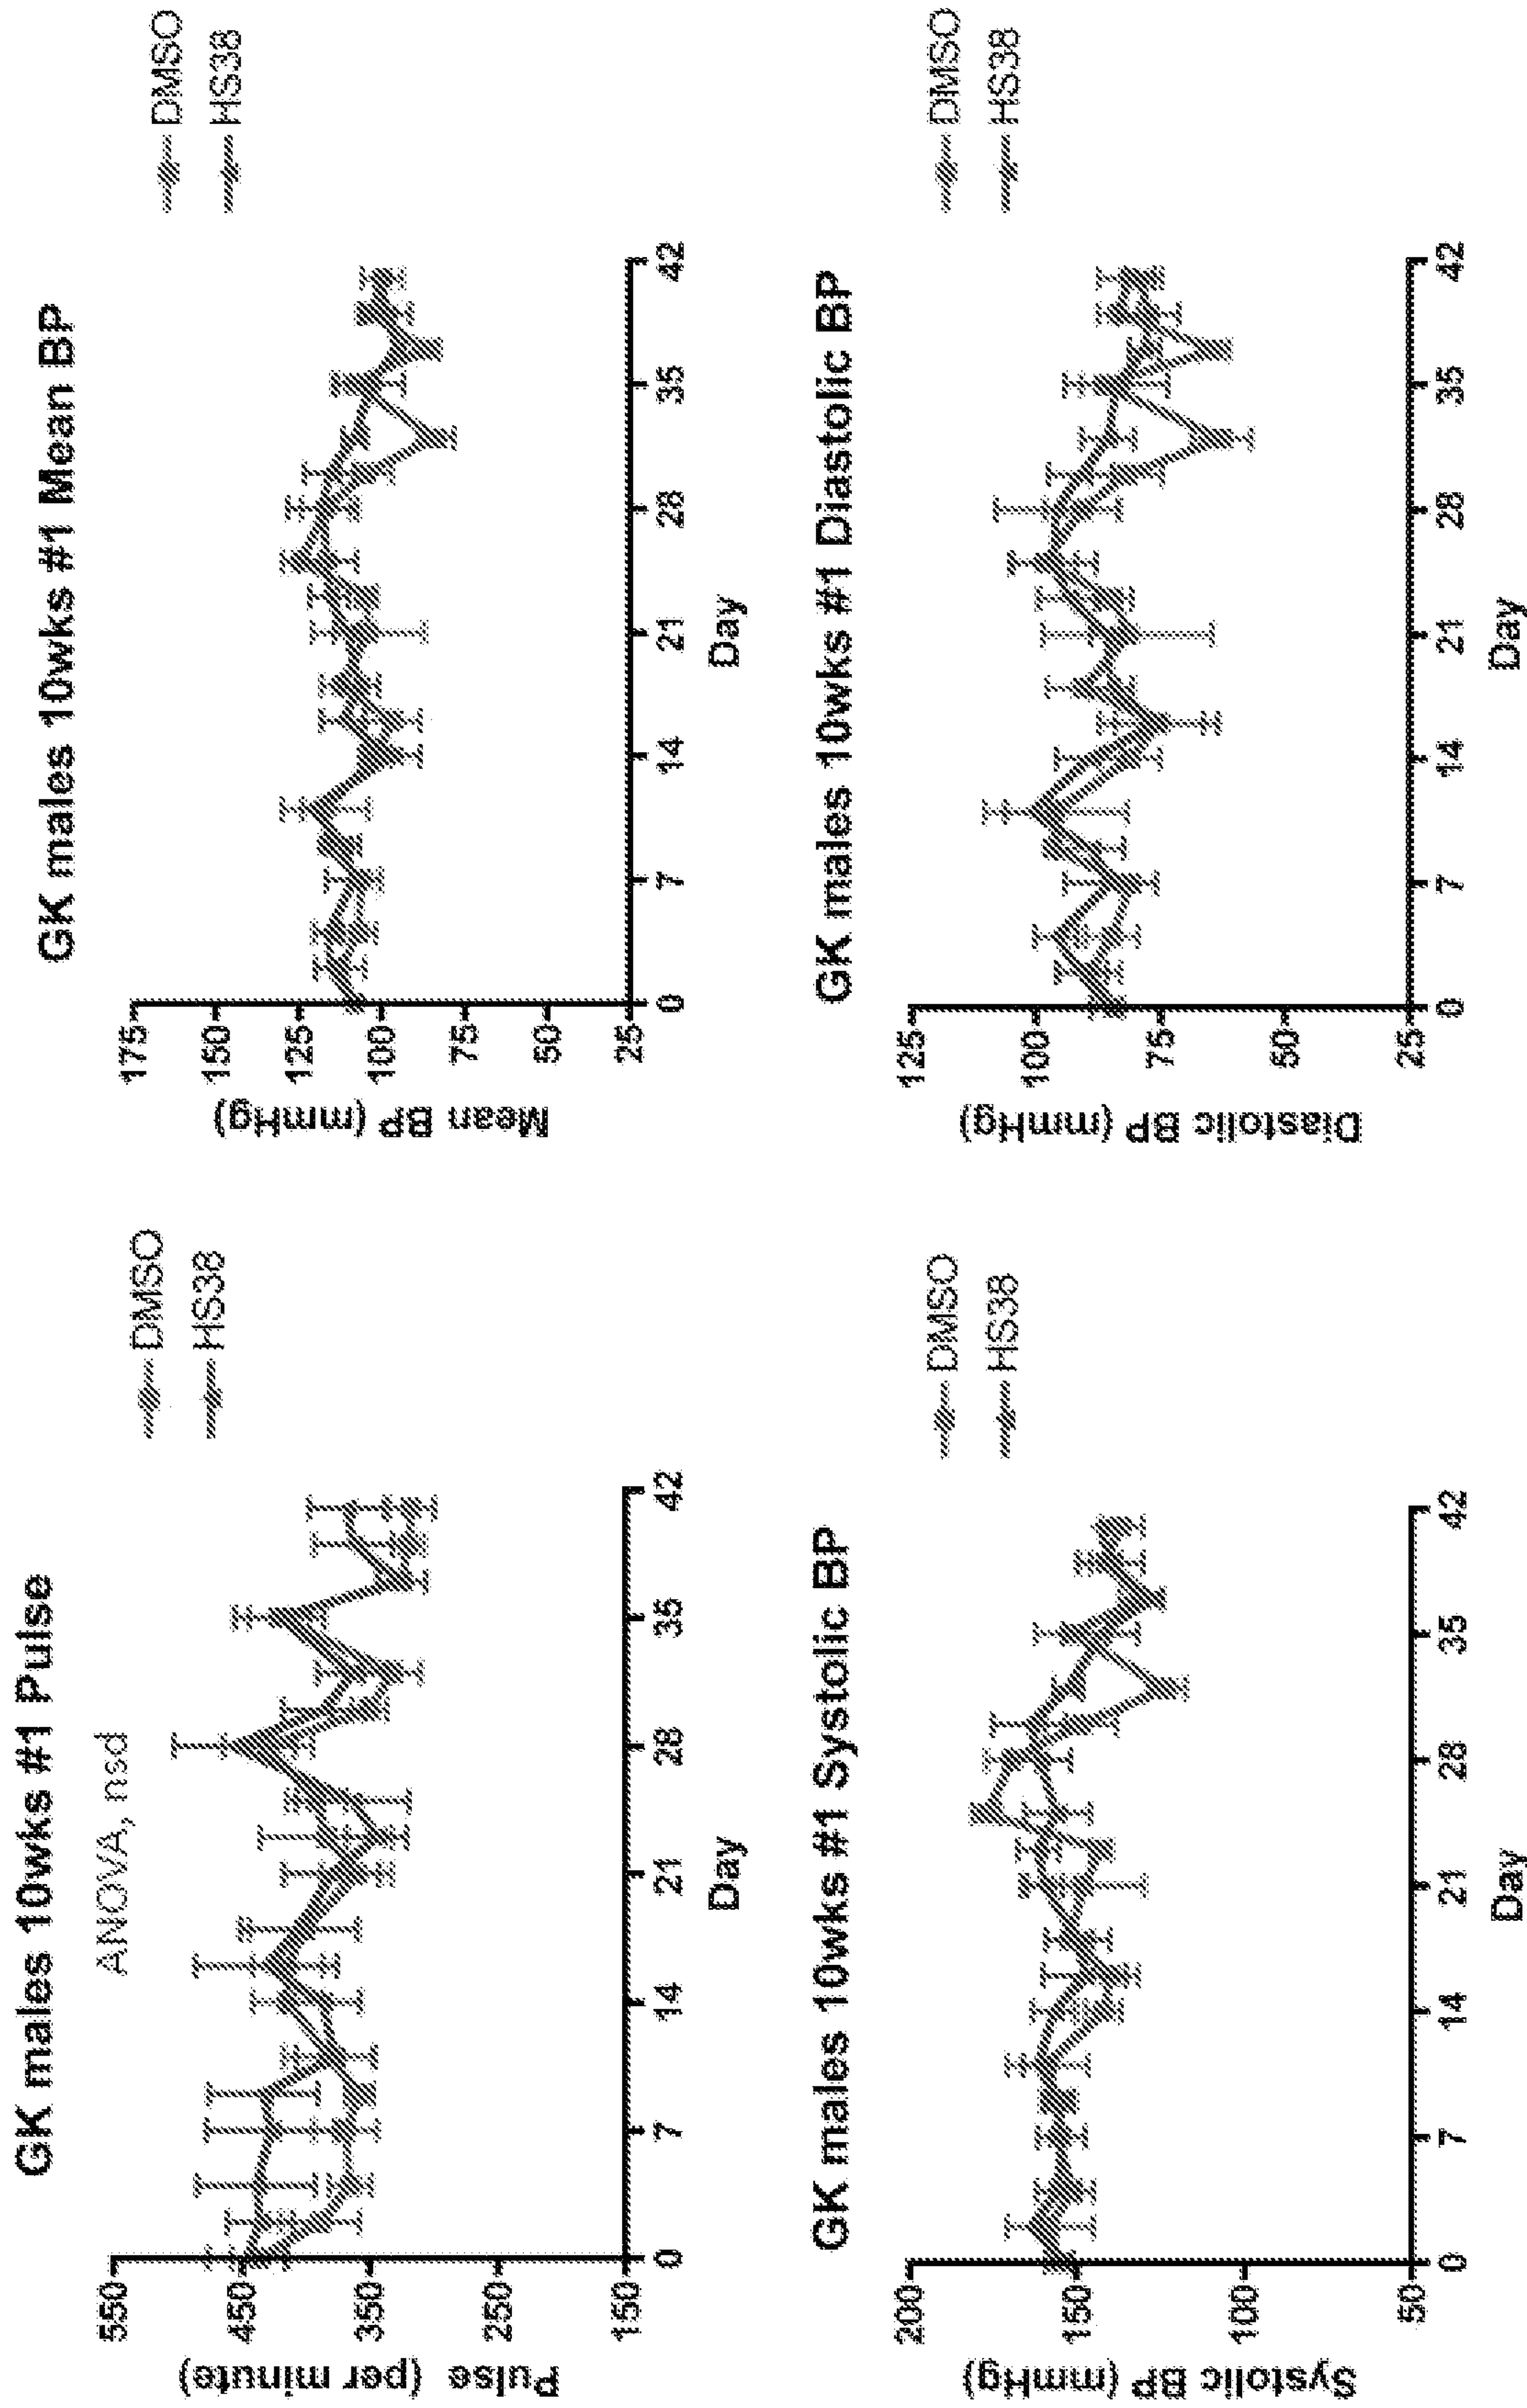 GK males 10wks #1 Pulse
ANOVA, nsd
DMSO
HS38
Pulse (per minute)
550
450
350
250
150
0 7 14 21 28 35 42
Day
GK males 10wks #1 Mean BP
DMSO
HS38
Mean BP (mmHg)
175
150
125
100
75
50
25
0 7 14 21 28 35 42
Day
GK males 10wks #1 Systolic BP
DMSO
HS38
Systolic BP (mmHg)
200
150
100
50
0 7 14 21 28 35 42
Day
GK males 10wks #1 Diastolic BP
DMSO
HS38
Diastolic BP (mmHg)
125
100
75
50
25
0 7 14 21 28 35 42
Day